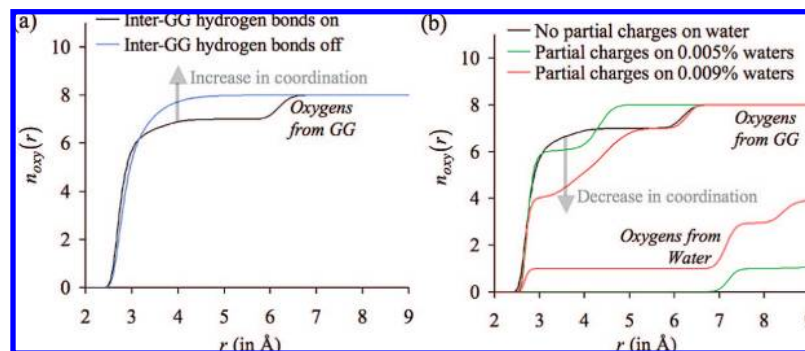 (a)
Inter-GG hydrogen bonds on
Inter-GG hydrogen bonds off
10
8
6
4
2
0
n_oxy(r)
Increase in coordination
Oxygens
from GG
2 3 4 5 6 7 8 9
r (in Å)
(b)
No partial charges on water
Partial charges on 0.005% waters
Partial charges on 0.009% waters
10
8
6
4
2
0
n_oxy(r)
Oxygens
from GG
Decrease in coordination
Oxygens from
Water
2 3 4 5 6 7 8
r (in Å)